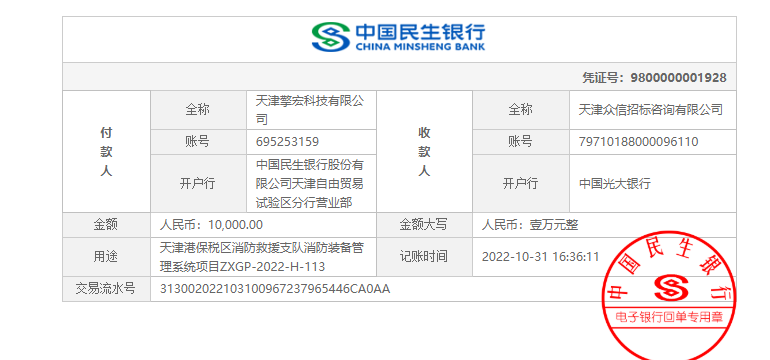 中国民生银行
CHINA MINSHENG BANK
凭证号：9800000001928
付款人
全称
天津擎宏科技有限公
司
收款人
全称
天津众信招标咨询有限公司
账号
695253159
账号
79710188000096110
开户行
中国民生银行股份有
限公司天津自由贸易
试验区分行营业部
开户行
中国光大银行
金额
人民币：10,000.00
金额大写
人民币：壹万元整
用途
天津港保税区消防救援支队消防装备管
理系统项目ZXGP-2022-H-113
记账时间
2022-10-31 16:36:11
交易流水号
313002022103100967237965446CA0AA
中国民生银行
电子银行回单专用章